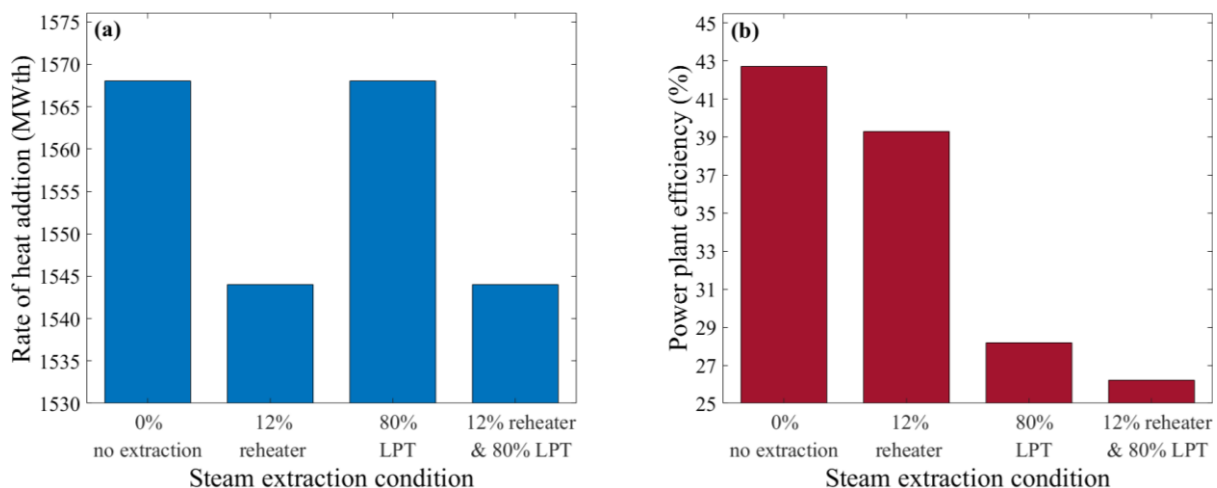 (a)
Rate of heat addtion (MWth)
1575
1570
1565
1560
1555
1550
1545
1540
1535
1530
0%
no extraction
12%
reheater
80%
LPT
12% reheater
& 80% LPT
Steam extraction condition
(b)
Power plant efficiency (%)
45
43
41
39
37
35
33
31
29
27
25
0%
no extraction
12%
reheater
80%
LPT
12% reheater
& 80% LPT
Steam extraction condition